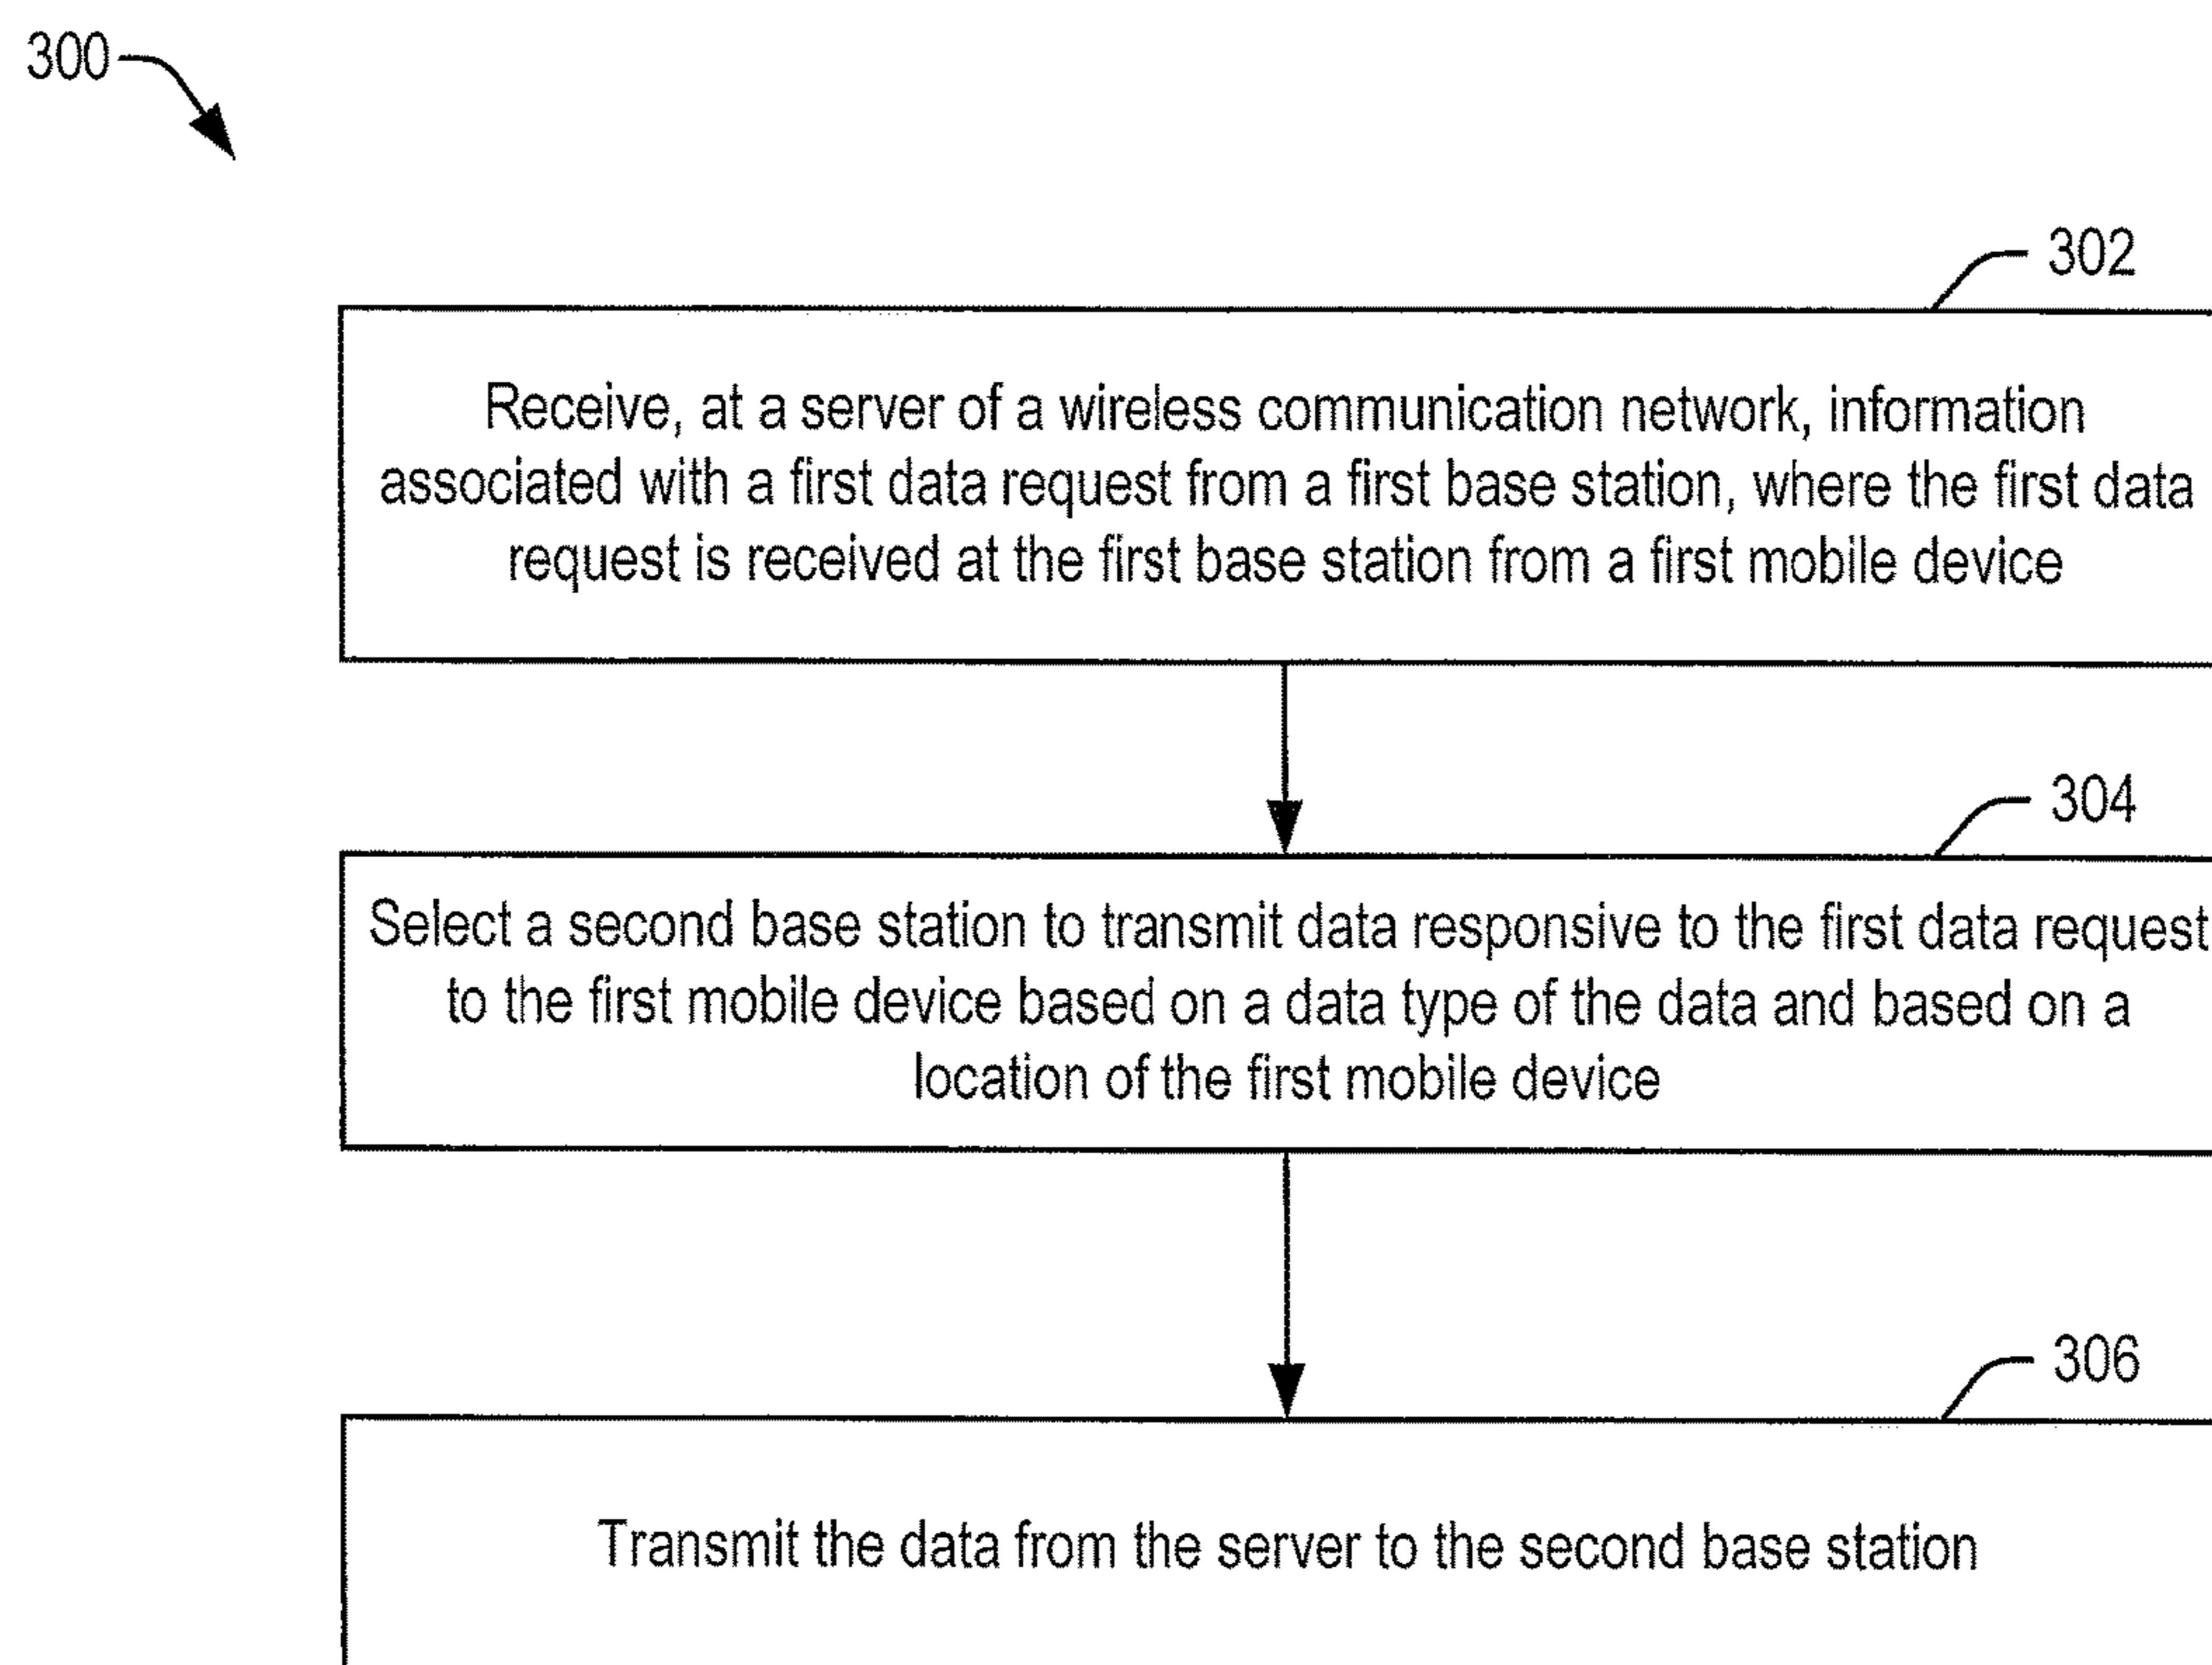 300
302
Receive, at a server of a wireless communication network, information
associated with a first data request from a first base station, where the first data
request is received at the first base station from a first mobile device
304
Select a second base station to transmit data responsive to the first data request
to the first mobile device based on a data type of the data and based on a
location of the first mobile device
306
Transmit the data from the server to the second base station